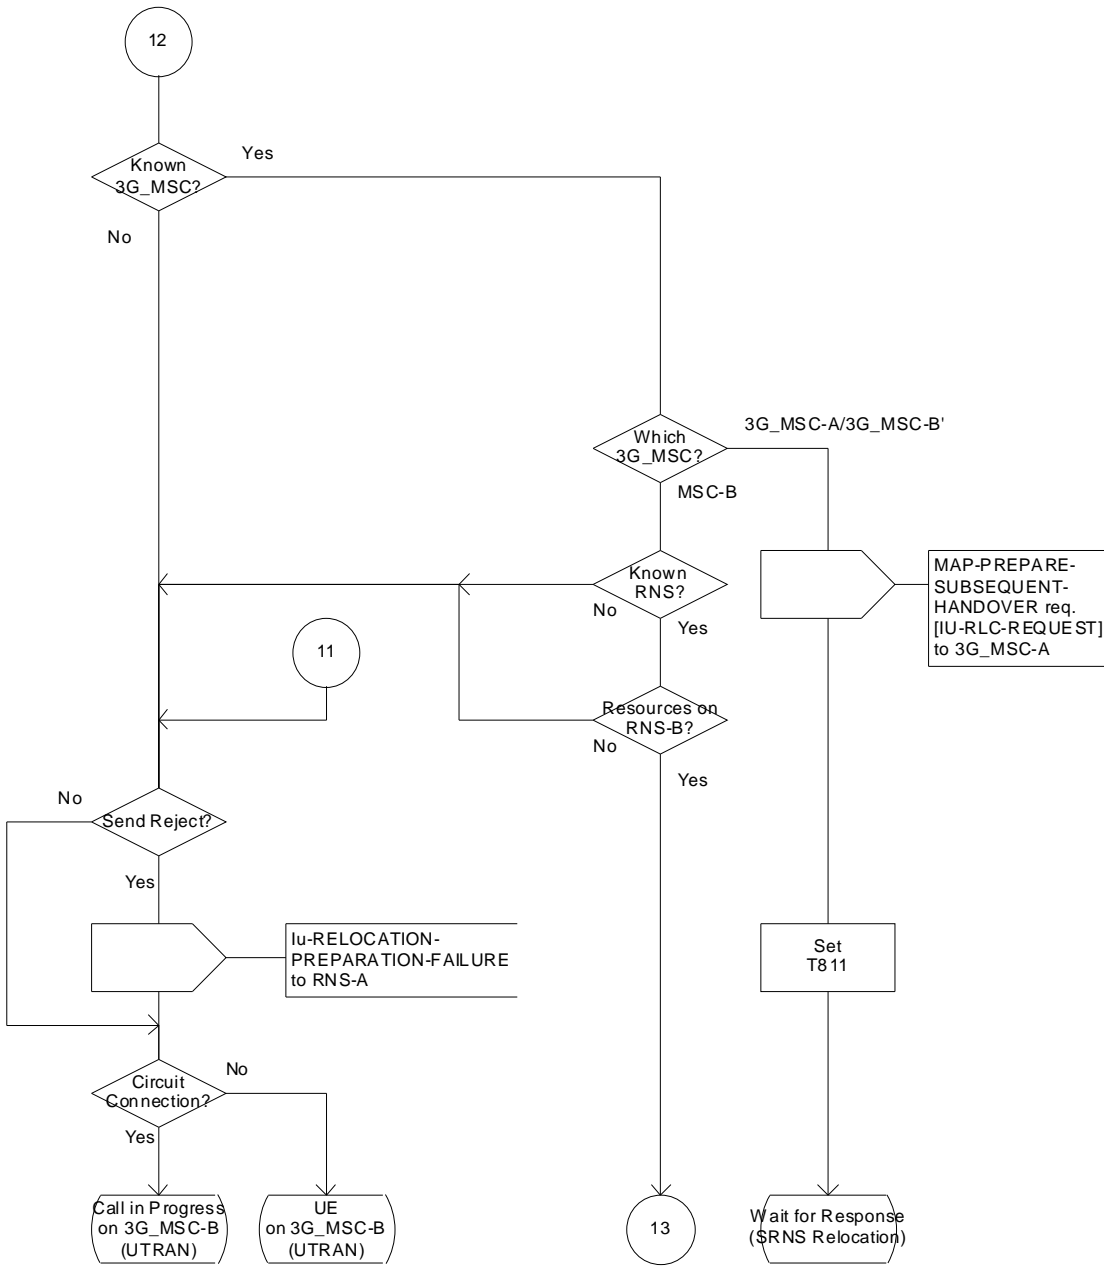 12
Known
3G_MSC?
Yes
No
Which
3G_MSC?
3G_MSC-A/3G_MSC-B'
MSC-B
Known
RNS?
No
Yes
MAP-PREPARE-
SUBSEQUENT-
HANDOVER req.
[IU-RLC-REQUEST]
to 3G_MSC-A
11
Resources on
RNS-B?
No
Yes
No
Send Reject?
Yes
Iu-RELOCATION-
PREPARATION-FAILURE
to RNS-A
Set
T811
Circuit
Connection?
No
Yes
Call in Progress
on 3G_MSC-B
(UTRAN)
UE
on 3G_MSC-B
(UTRAN)
13
Wait for Response
(SRNS Relocation)